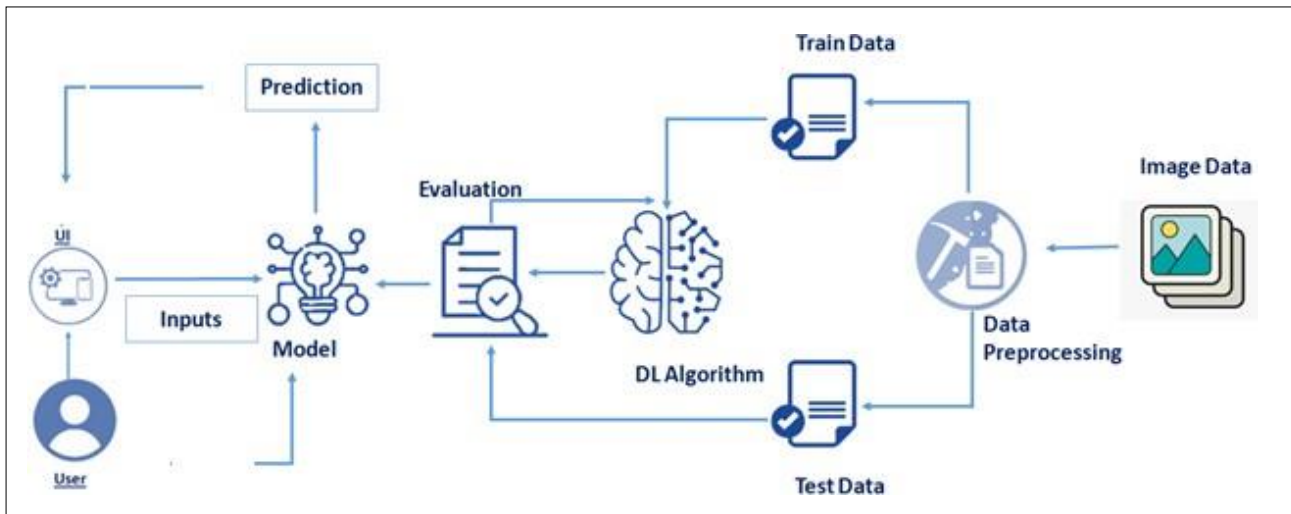 Train Data
Prediction
Image Data
Evaluation
UI
Inputs
Model
Data
Preprocessing
DL Algorithm
User
Test Data